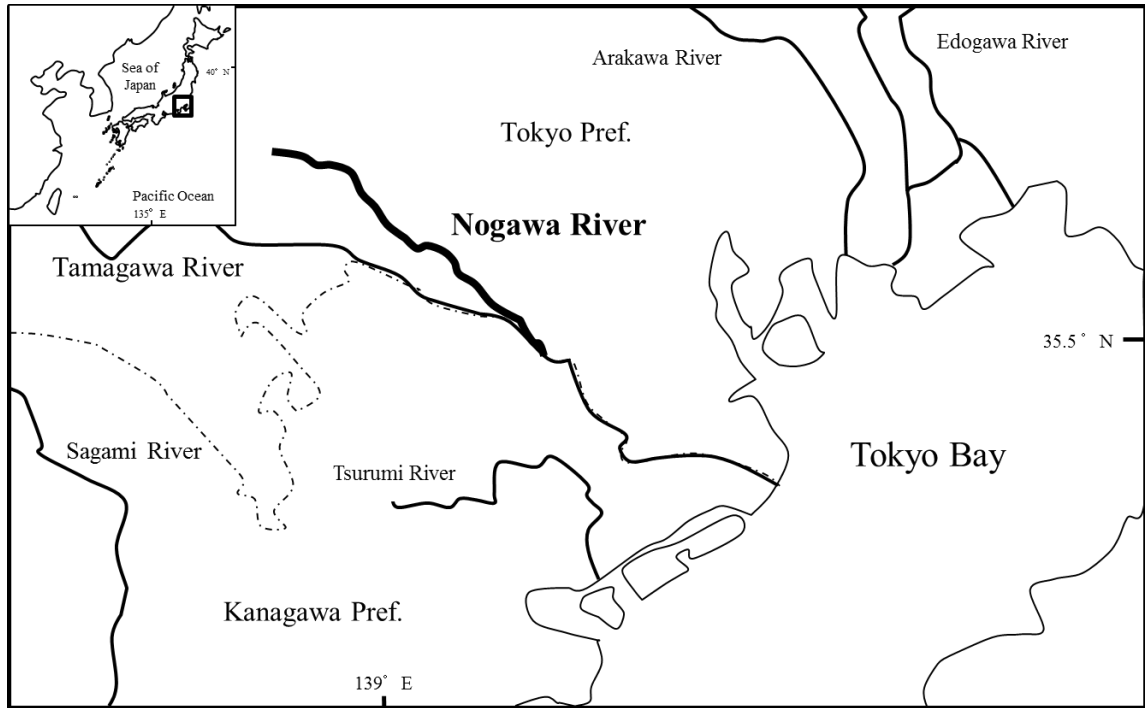 Sea of
Japan
40° N
Pacific Ocean
135° E
Arakawa River
Edogawa River
Tokyo Pref.
Nogawa River
Tamagawa River
35.5° N
Sagami River
Tsurumi River
Tokyo Bay
Kanagawa Pref.
139° E